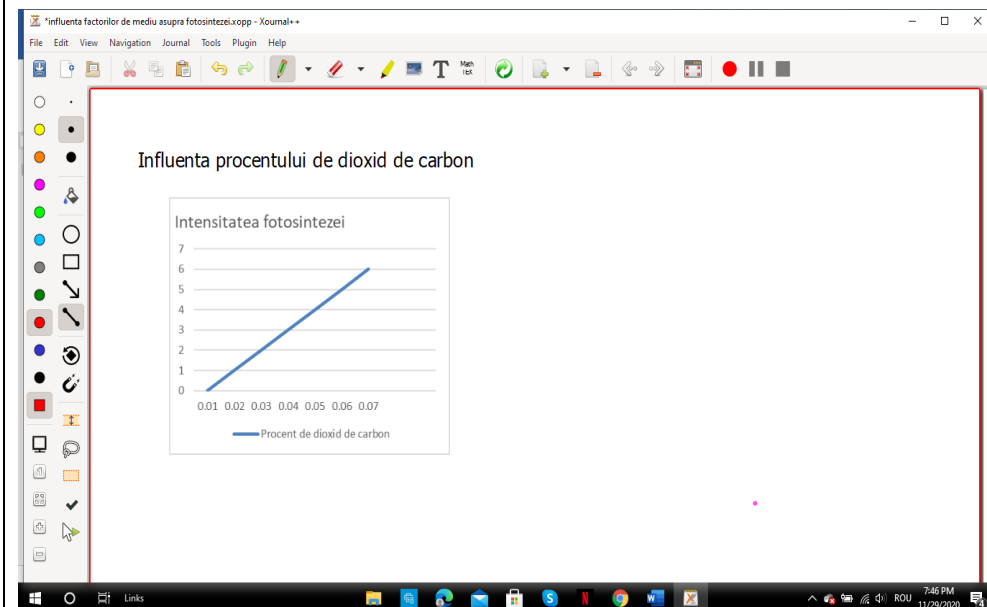 *influenta factorilor de mediu asupra fotosintezei.xopp - Xournal++
File Edit View Navigation Journal Tools Plugin Help
T Math TEX
Influenta procentului de dioxid de carbon
Intensitatea fotosintezei
7
6
5
4
3
2
1
0
0.01 0.02 0.03 0.04 0.05 0.06 0.07
Procent de dioxid de carbon
Links
ROU
7:46 PM
11/29/2020